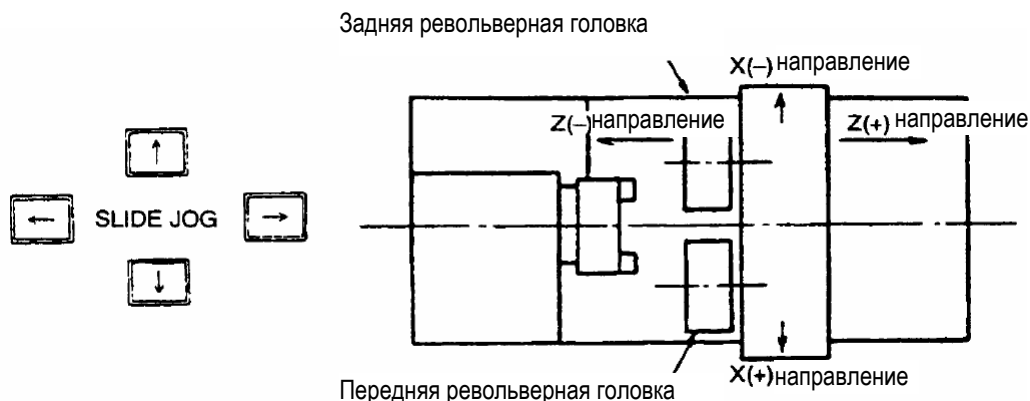 Задняя револьверная головка
X(–) направление
Z(–) направление
Z(+) направление
↑
← SLIDE JOG →
↓
X(+) направление
Передняя револьверная головка